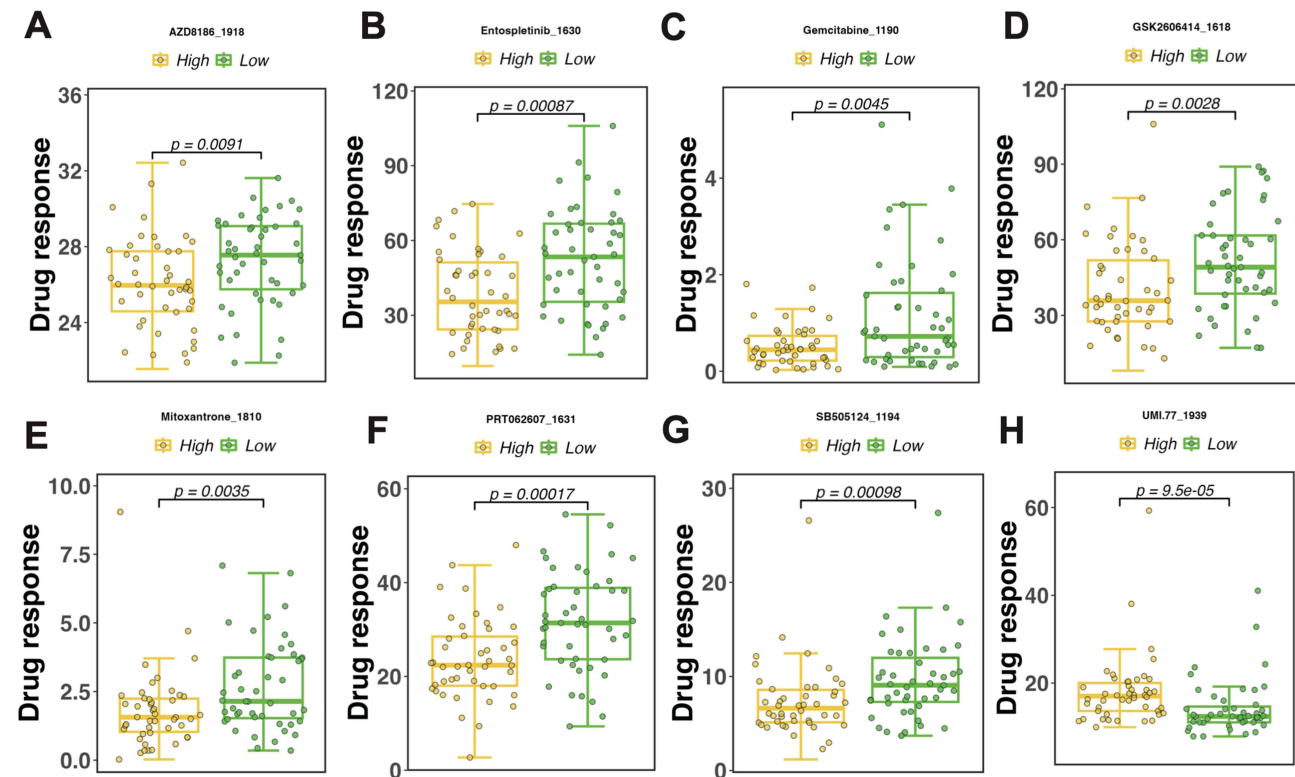 A
AZD8186_1918
High Low
Drug response
36
32
28
24
p = 0.0091
B
Entospletinib_1630
High Low
Drug response
120
90
60
30
p = 0.00087
C
Gemcitabine_1190
High Low
Drug response
4
2
0
p = 0.0045
D
GSK2606414_1618
High Low
Drug response
120
90
60
30
p = 0.0028
E
Mitoxantrone_1810
High Low
Drug response
10.0
7.5
5.0
2.5
0.0
p = 0.0035
F
PRT062607_1631
High Low
Drug response
60
40
20
0
p = 0.00017
G
SB505124_1194
High Low
Drug response
30
20
10
0
p = 0.00098
H
UMI.77_1939
High Low
Drug response
60
40
20
p = 9.5e-05